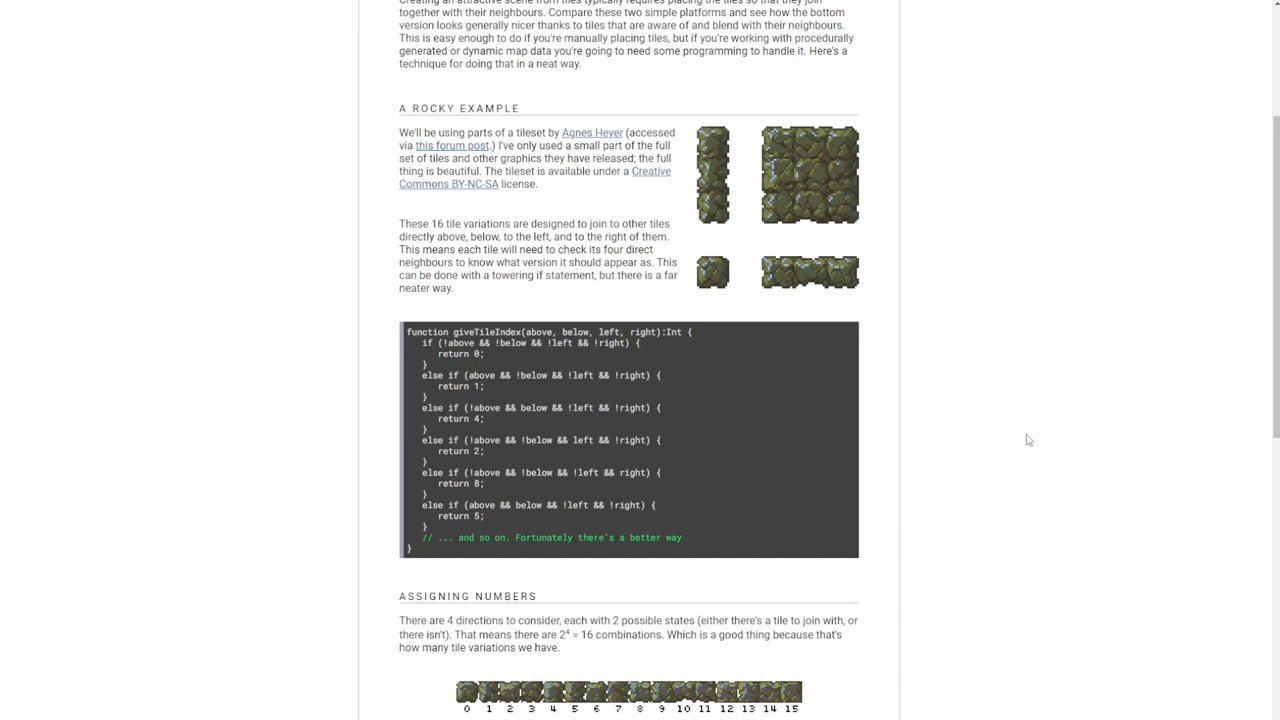 Creating an attractive scene from tiles typically requires placing the tiles so that they join
together with their neighbours. Compare these two simple platforms and see how the bottom
version looks generally nicer thanks to tiles that are aware of and blend with their neighbours.
This is easy enough to do if you're manually placing tiles, but if you're working with procedurally
generated or dynamic map data you're going to need some programming to handle it. Here's a
technique for doing that in a neat way.
A ROCKY EXAMPLE
We'll be using parts of a tileset by Agnes Heyer (accessed
via this forum post.) I've only used a small part of the full
set of tiles and other graphics they have released; the full
thing is beautiful. The tileset is available under a Creative
Commons BY-NC-SA license.
These 16 tile variations are designed to join to other tiles
directly above, below, to the left, and to the right of them.
This means each tile will need to check its four direct
neighbours to know what version it should appear as. This
can be done with a towering if statement, but there is a far
neater way.
function giveTileIndex(above, below, left, right):Int {
if (!above && !below && !left && !right) {
return 0;
}
else if (above && !below && !left && !right) {
return 1;
}
else if (!above && below && !left && !right) {
return 4;
}
else if (!above && !below && left && !right) {
return 2;
}
else if (!above && !below && !left && right) {
return 8;
}
else if (above && below && !left && !right) {
return 5;
}
// ... and so on. Fortunately there's a better way
}
ASSIGNING NUMBERS
There are 4 directions to consider, each with 2 possible states (either there's a tile to join with, or
there isn't). That means there are 2⁴ = 16 combinations. Which is a good thing because that's
how many tile variations we have.
0 1 2 3 4 5 6 7 8 9 10 11 12 13 14 15